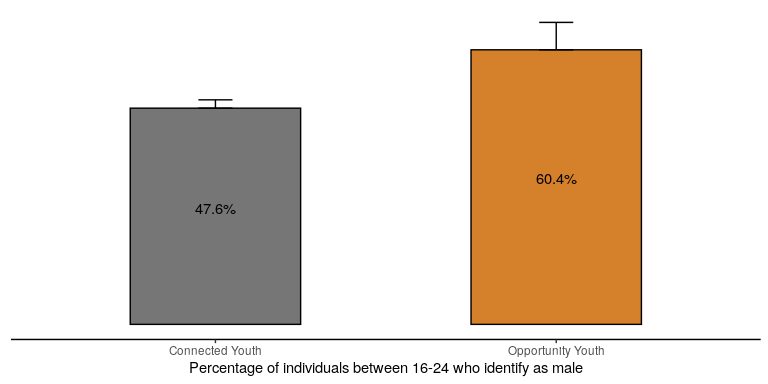 60.4%
47.6%
Connected Youth
Opportunity Youth
Percentage of individuals between 16-24 who identify as male